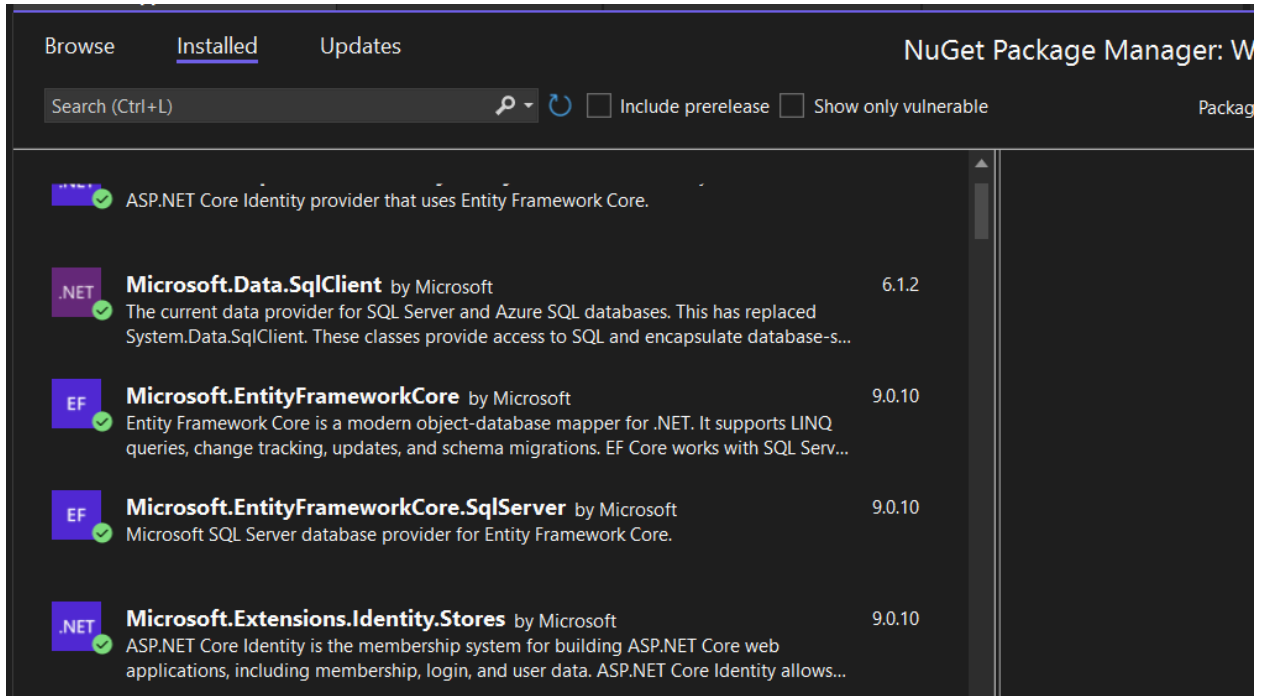 Browse Installed Updates
NuGet Package Manager: W
Search (Ctrl+L)
Include prerelease
Show only vulnerable
Packag
.NET
ASP.NET Core Identity provider that uses Entity Framework Core.
.NET
Microsoft.Data.SqlClient by Microsoft 6.1.2
The current data provider for SQL Server and Azure SQL databases. This has replaced
System.Data.SqlClient. These classes provide access to SQL and encapsulate database-s...
EF
Microsoft.EntityFrameworkCore by Microsoft 9.0.10
Entity Framework Core is a modern object-database mapper for .NET. It supports LINQ
queries, change tracking, updates, and schema migrations. EF Core works with SQL Serv...
EF
Microsoft.EntityFrameworkCore.SqlServer by Microsoft 9.0.10
Microsoft SQL Server database provider for Entity Framework Core.
.NET
Microsoft.Extensions.Identity.Stores by Microsoft 9.0.10
ASP.NET Core Identity is the membership system for building ASP.NET Core web
applications, including membership, login, and user data. ASP.NET Core Identity allows...